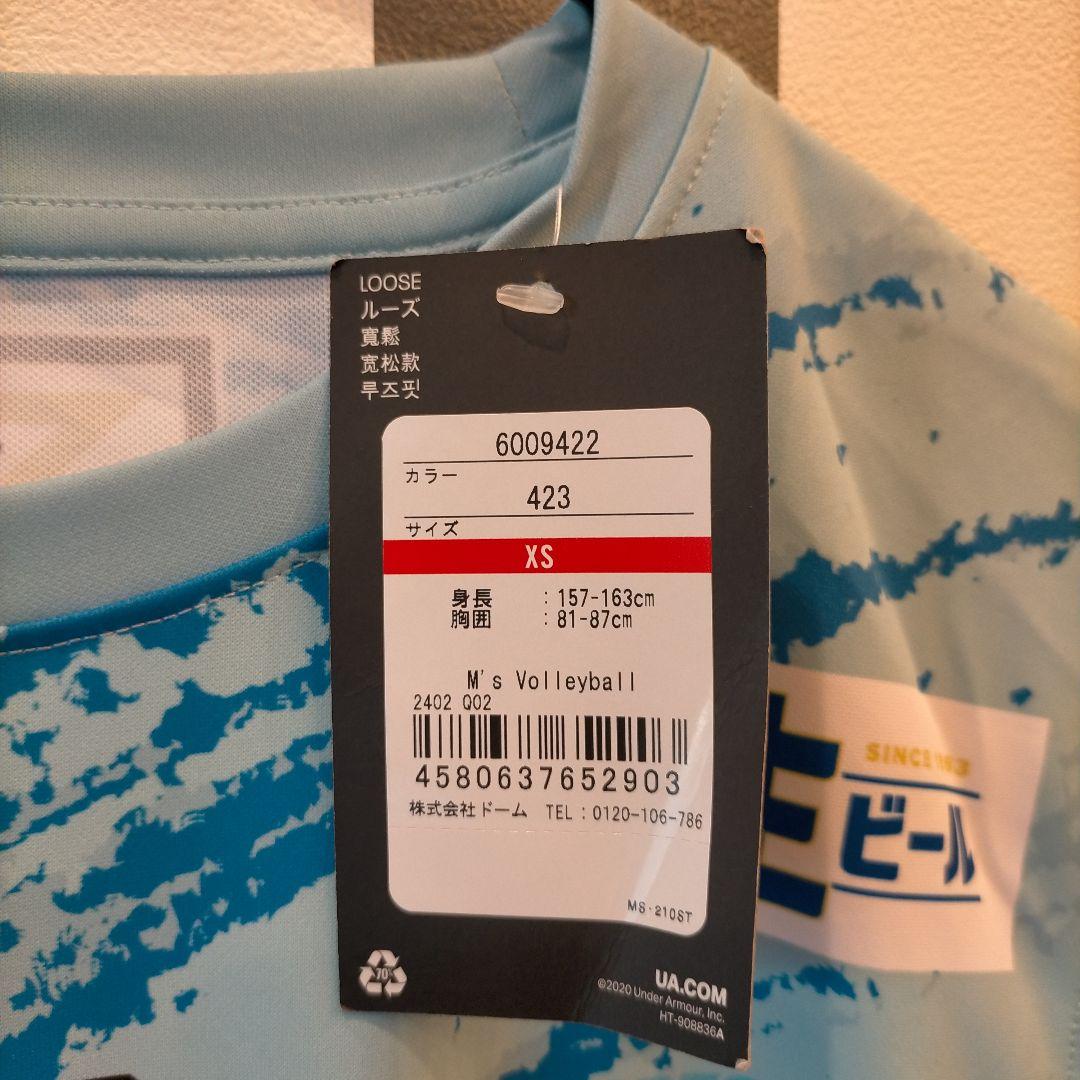 LOOSE
ルーズ
寬鬆
宽松款
루즈핏
6009422
カラー
423
サイズ
XS
身長 : 157-163cm
胸囲 : 81-87cm
M's Volleyball
2402 Q02
4580637652903
株式会社ドーム TEL : 0120-106-786
MS-210ST
70%
UA.COM
©2020 Under Armour, Inc.
HT-908836A
ビール